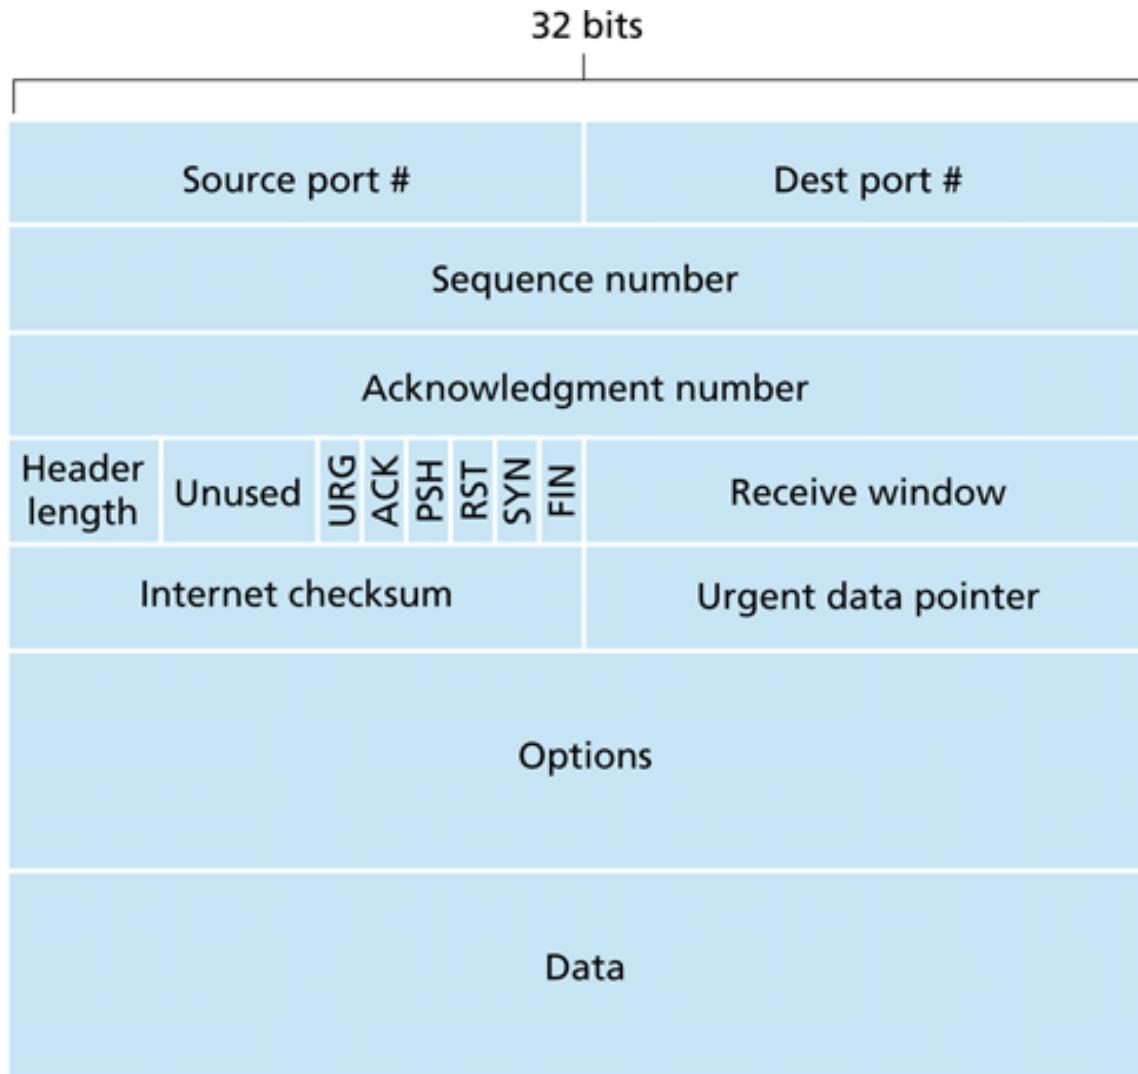 32 bits
Source port #
Dest port #
Sequence number
Acknowledgment number
Header
length
Unused
URG
ACK
PSH
RST
SYN
FIN
Receive window
Internet checksum
Urgent data pointer
Options
Data